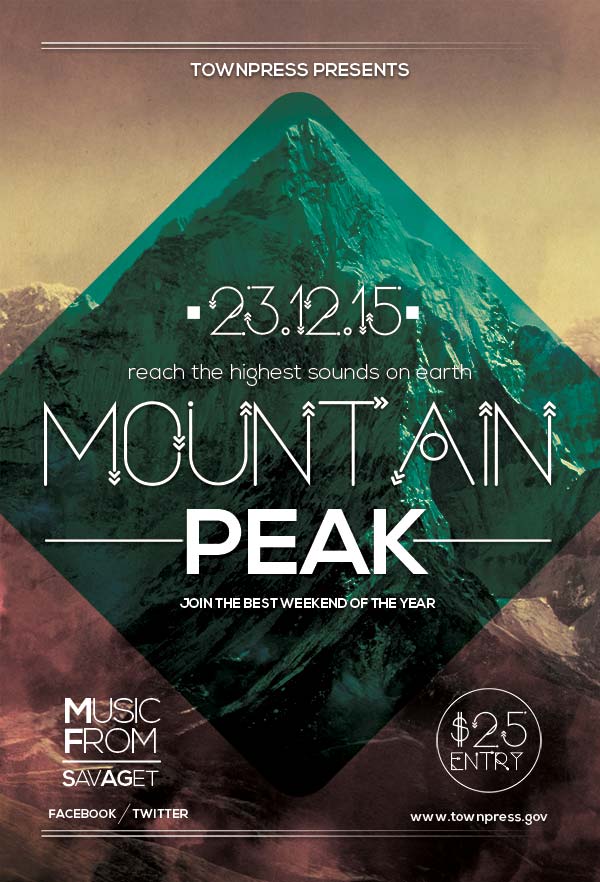 TOWNPRESS PRESENTS
23.12.15
reach the highest sounds on earth
MOUNTAIN
PEAK
JOIN THE BEST WEEKEND OF THE YEAR
MUSIC
FROM
SAVAGET
$25
ENTRY
FACEBOOK / TWITTER
www.townpress.gov